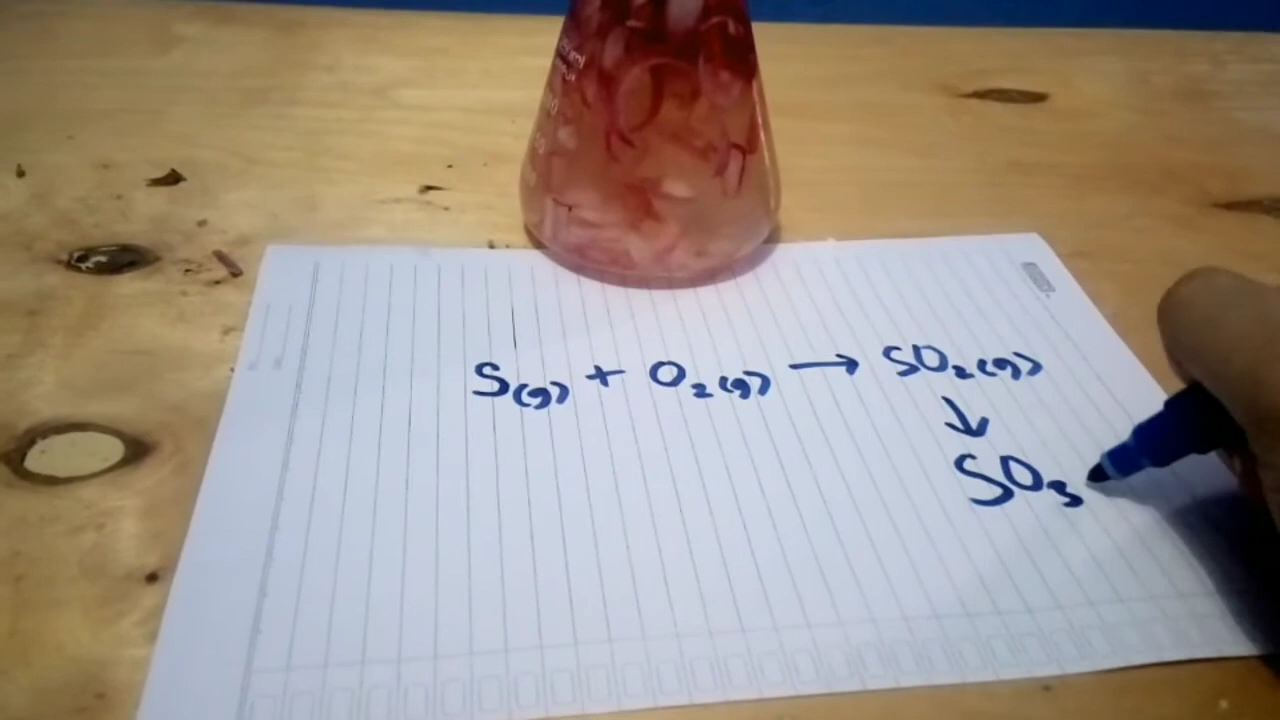 S(g) + O₂(g) → SO₂(g)
↓
SO₃